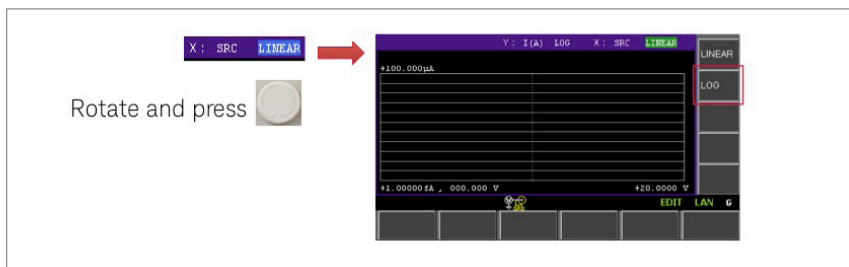 X: SRC LINEAR
Rotate and press
Y: I(A) LOG X: SRC LINEAR
LINEAR
+100.000µA
LOG
+1.00000fA , 000.000 V
+20.0000 V
EDIT LAN G